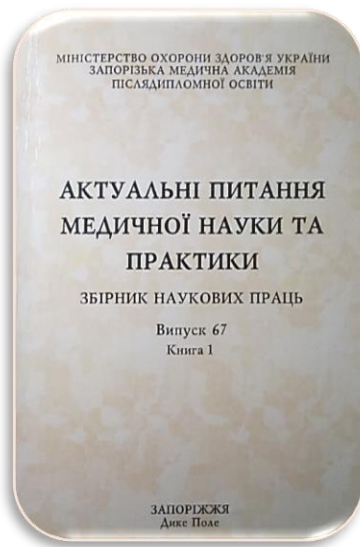 МІНІСТЕРСТВО ОХОРОНИ ЗДОРОВ'Я УКРАЇНИ
ЗАПОРІЗЬКА МЕДИЧНА АКАДЕМІЯ
ПІСЛЯДИПЛОМНОЇ ОСВІТИ
АКТУАЛЬНІ ПИТАННЯ
МЕДИЧНОЇ НАУКИ ТА
ПРАКТИКИ
ЗБІРНИК НАУКОВИХ ПРАЦЬ
Випуск 67
Книга 1
ЗАПОРІЖЖЯ
Дике Поле